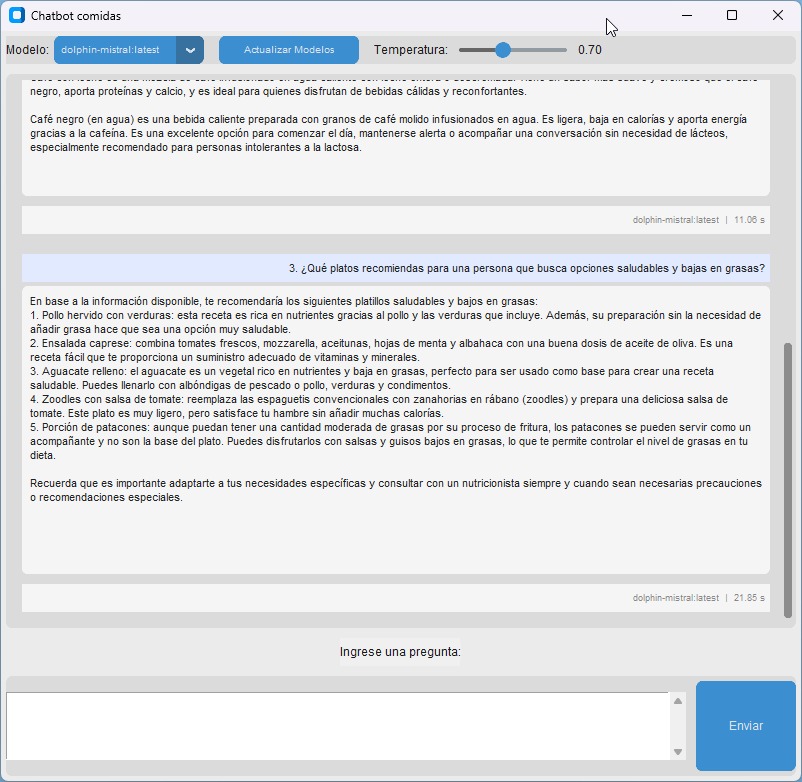 Chatbot comidas
Modelo: dolphin-mistral:latest Actualizar Modelos Temperatura: 0.70
negro, aporta proteínas y calcio, y es ideal para quienes disfrutan de bebidas cálidas y reconfortantes.
Café negro (en agua) es una bebida caliente preparada con granos de café molido infusionados en agua. Es ligera, baja en calorías y aporta energía
gracias a la cafeína. Es una excelente opción para comenzar el día, mantenerse alerta o acompañar una conversación sin necesidad de lácteos,
especialmente recomendado para personas intolerantes a la lactosa.
dolphin-mistral:latest | 11.06 s
3. ¿Qué platos recomiendas para una persona que busca opciones saludables y bajas en grasas?
En base a la información disponible, te recomendaría los siguientes platillos saludables y bajos en grasas:
1. Pollo hervido con verduras: esta receta es rica en nutrientes gracias al pollo y las verduras que incluye. Además, su preparación sin la necesidad de
añadir grasa hace que sea una opción muy saludable.
2. Ensalada caprese: combina tomates frescos, mozzarella, aceitunas, hojas de menta y albahaca con una buena dosis de aceite de oliva. Es una
receta fácil que te proporciona un suministro adecuado de vitaminas y minerales.
3. Aguacate relleno: el aguacate es un vegetal rico en nutrientes y baja en grasas, perfecto para ser usado como base para crear una receta
saludable. Puedes llenarlo con albóndigas de pescado o pollo, verduras y condimentos.
4. Zoodles con salsa de tomate: reemplaza las espaguetis convencionales con zanahorias en rábano (zoodles) y prepara una deliciosa salsa de
tomate. Este plato es muy ligero, pero satisface tu hambre sin añadir muchas calorías.
5. Porción de patacones: aunque puedan tener una cantidad moderada de grasas por su proceso de fritura, los patacones se pueden servir como un
acompañante y no son la base del plato. Puedes disfrutarlos con salsas y guisos bajos en grasas, lo que te permite controlar el nivel de grasas en tu
dieta.
Recuerda que es importante adaptarte a tus necesidades específicas y consultar con un nutricionista siempre y cuando sean necesarias precauciones
o recomendaciones especiales.
dolphin-mistral:latest | 21.85 s
Ingrese una pregunta:
Enviar